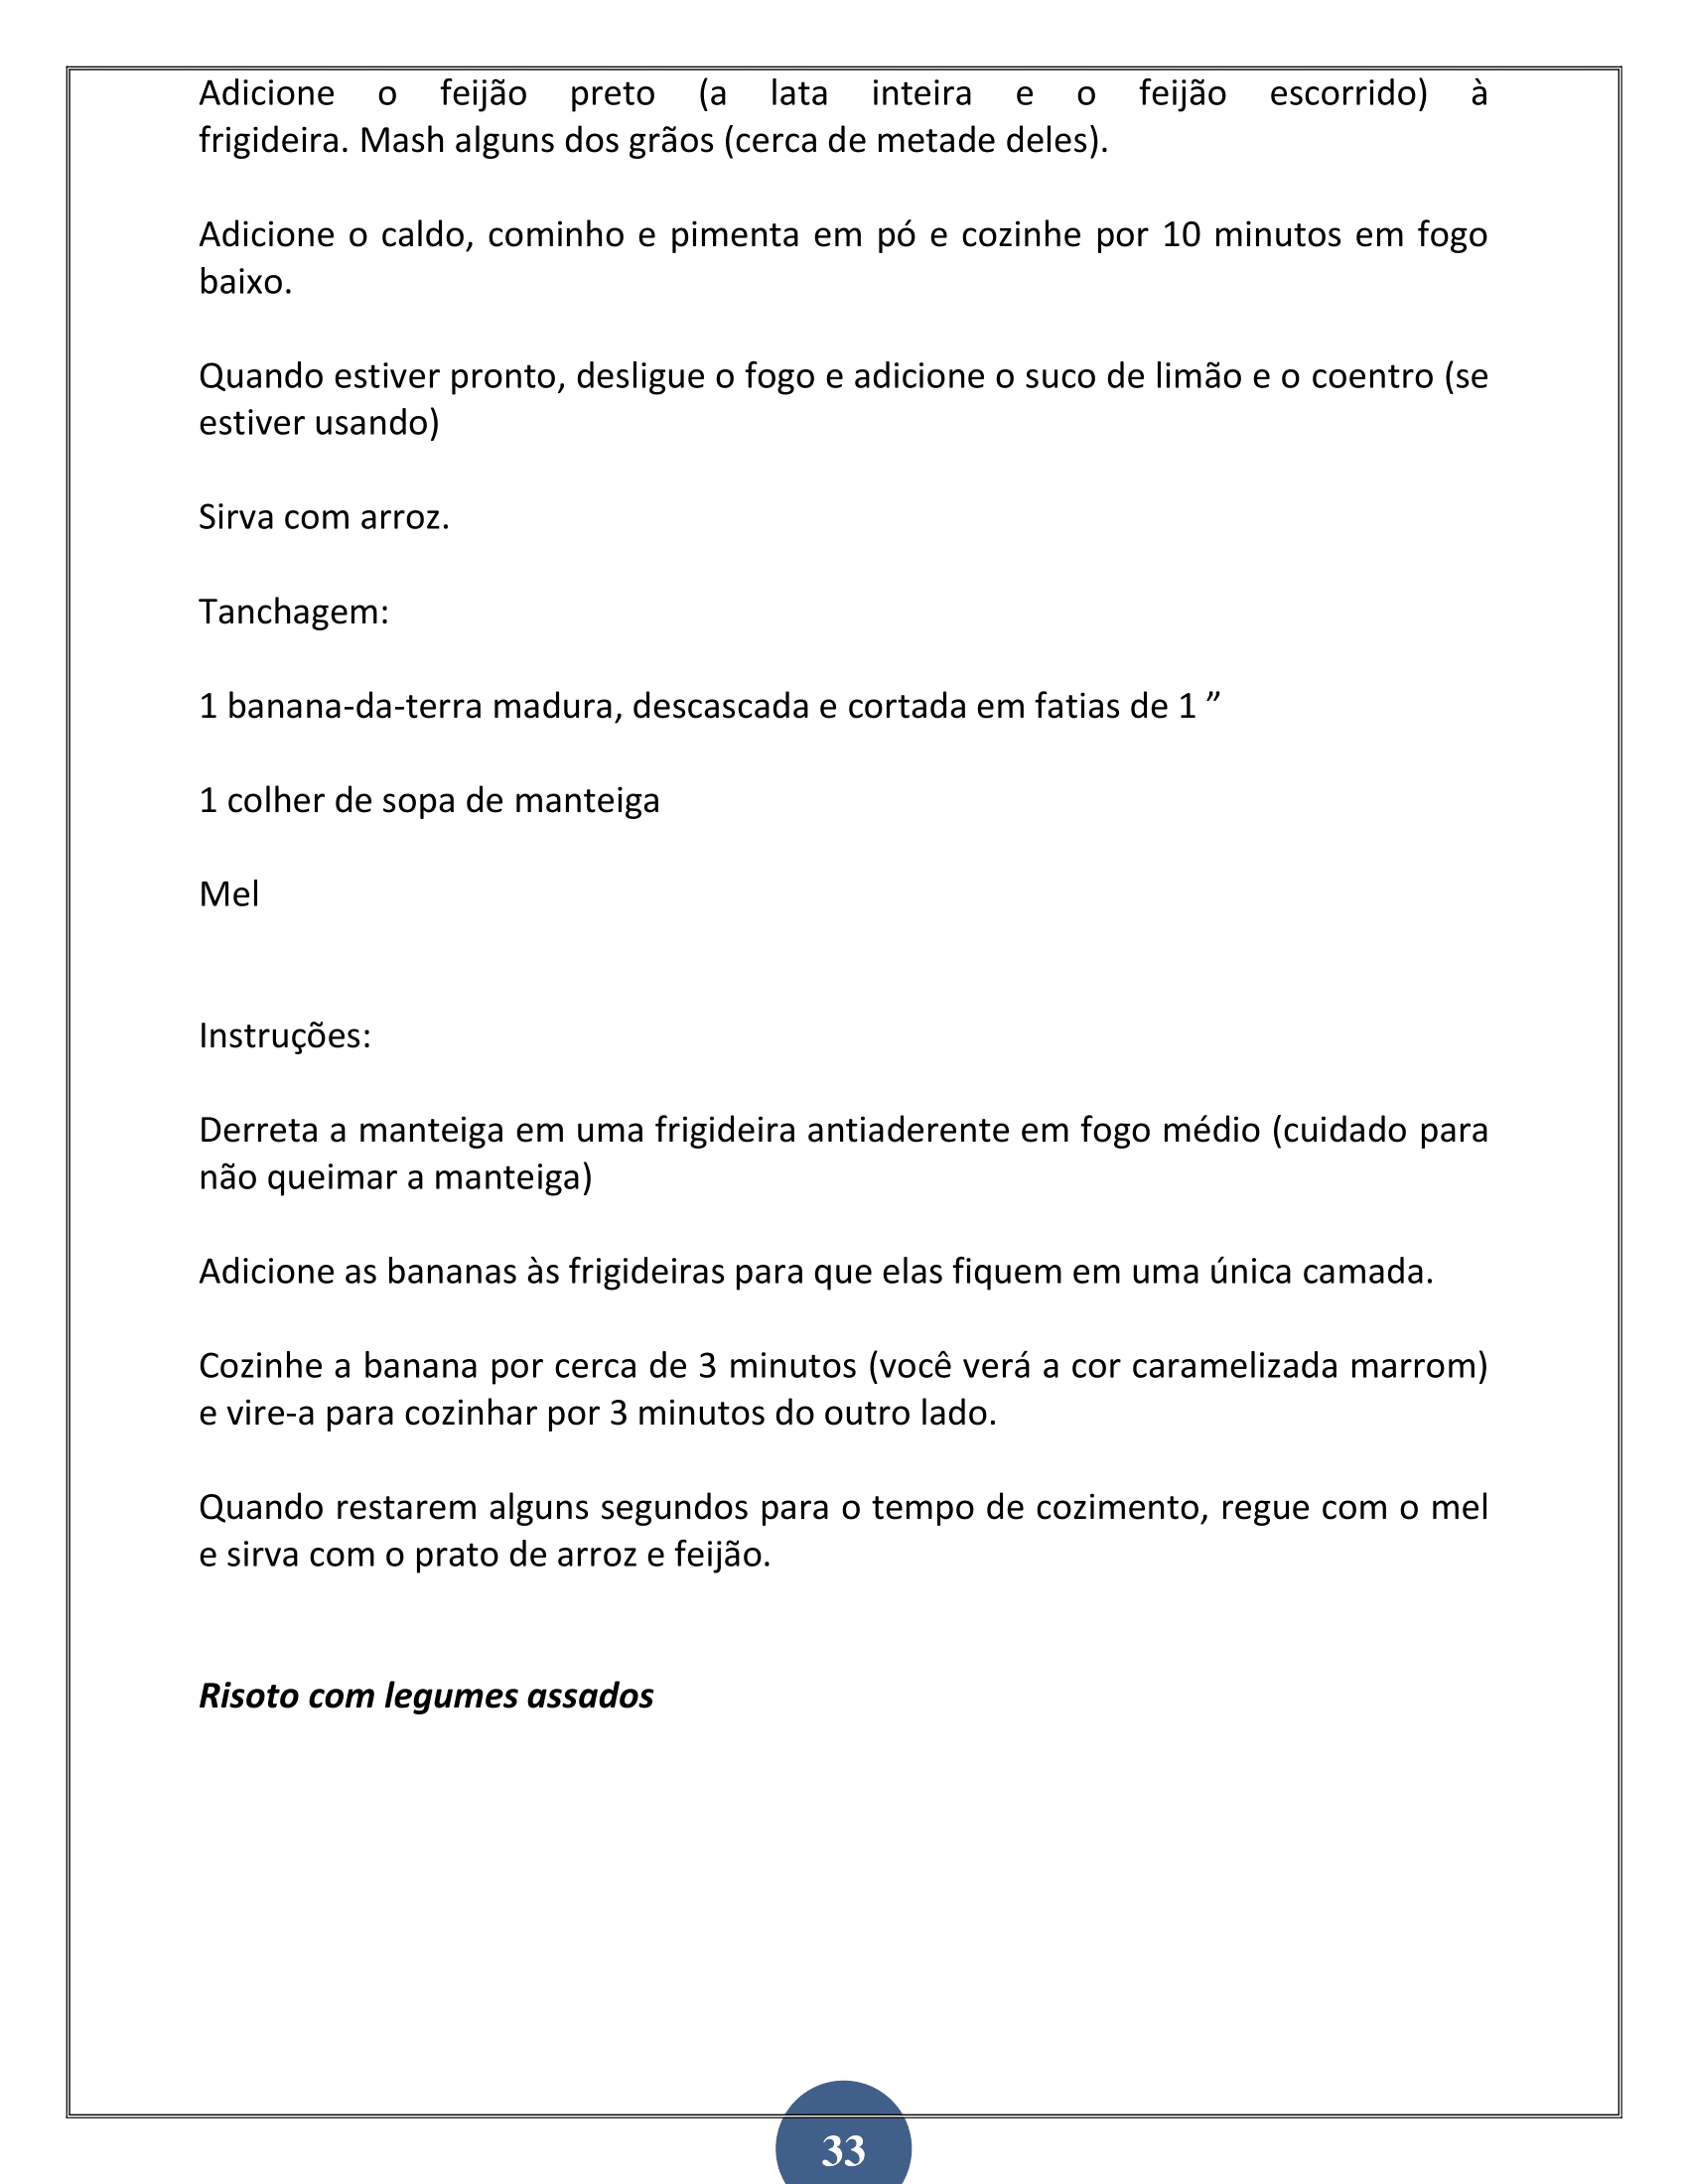 Adicione o feijão preto (a lata inteira e o feijão escorrido) à
frigideira. Mash alguns dos grãos (cerca de metade deles).
Adicione o caldo, cominho e pimenta em pó e cozinhe por 10 minutos em fogo
baixo.
Quando estiver pronto, desligue o fogo e adicione o suco de limão e o coentro (se
estiver usando)
Sirva com arroz.
Tanchagem:
1 banana-da-terra madura, descascada e cortada em fatias de 1 ”
1 colher de sopa de manteiga
Mel
Instruções:
Derreta a manteiga em uma frigideira antiaderente em fogo médio (cuidado para
não queimar a manteiga)
Adicione as bananas às frigideiras para que elas fiquem em uma única camada.
Cozinhe a banana por cerca de 3 minutos (você verá a cor caramelizada marrom)
e vire-a para cozinhar por 3 minutos do outro lado.
Quando restarem alguns segundos para o tempo de cozimento, regue com o mel
e sirva com o prato de arroz e feijão.
Risoto com legumes assados
33